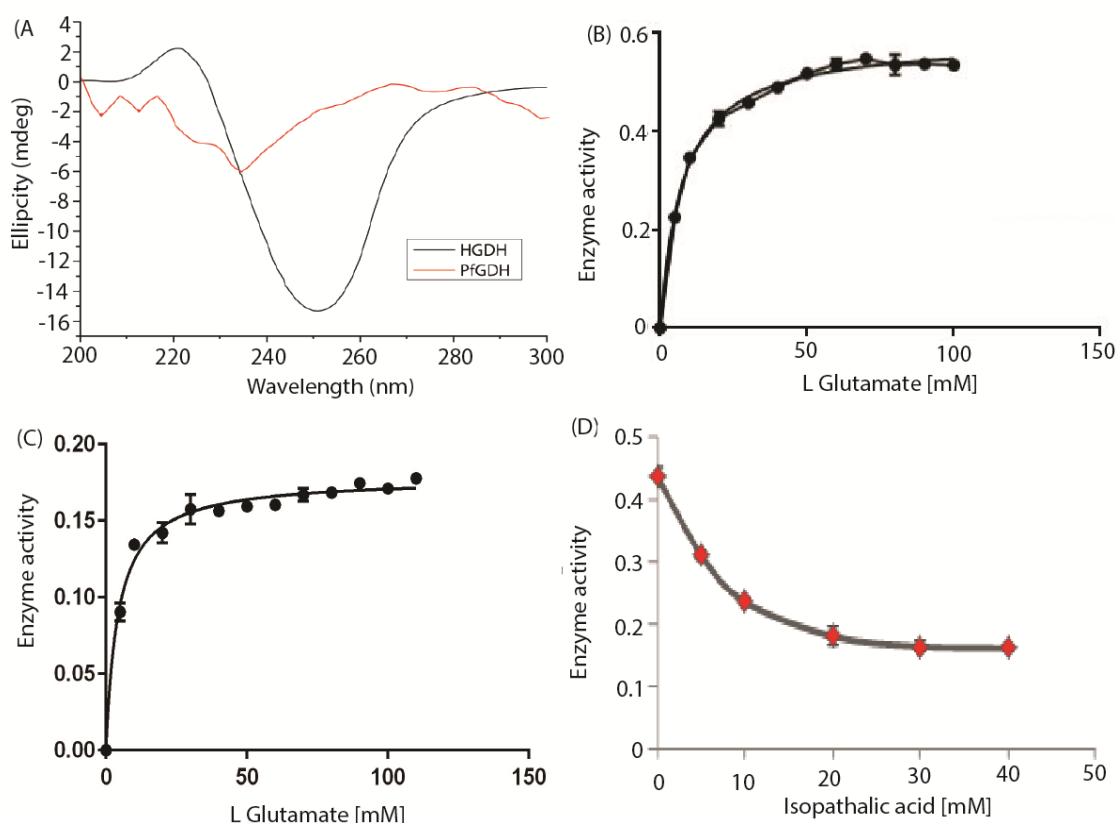 (A)
4
2
0
-2
-4
-6
-8
-10
-12
-14
-16
Ellipcity (mdeg)
HGDH
PfGDH
200 220 240 260 280 300
Wavelength (nm)
(B)
0.6
0.4
0.2
0
Enzyme activity
0 50 100 150
L Glutamate [mM]
(C)
0.20
0.15
0.10
0.05
0.00
Enzyme activity
0 50 100 150
L Glutamate [mM]
(D)
0.5
0.4
0.3
0.2
0.1
0
Enzyme activity
0 10 20 30 40 50
Isopathalic acid [mM]